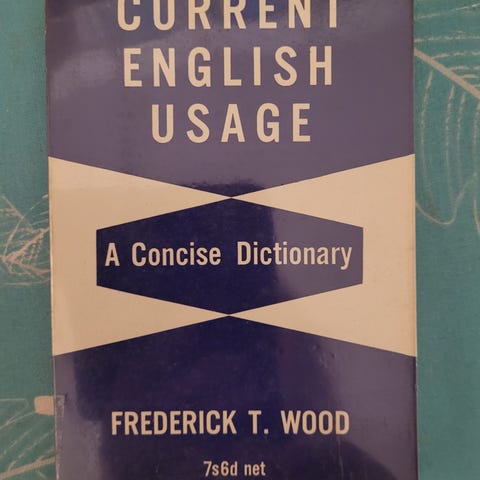 CURRENT
ENGLISH
USAGE
A Concise Dictionary
FREDERICK T. WOOD
7s6d net